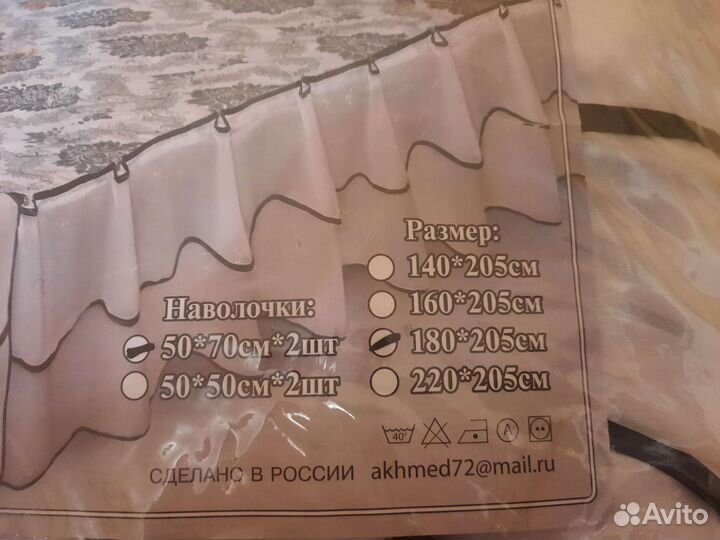 Размер:
140*205см
160*205см
180*205см
220*205см
Наволочки:
50*70см*2шт
50*50см*2шт
40°
A
СДЕЛАНО В РОССИИ akhmed72@mail.ru
Avito